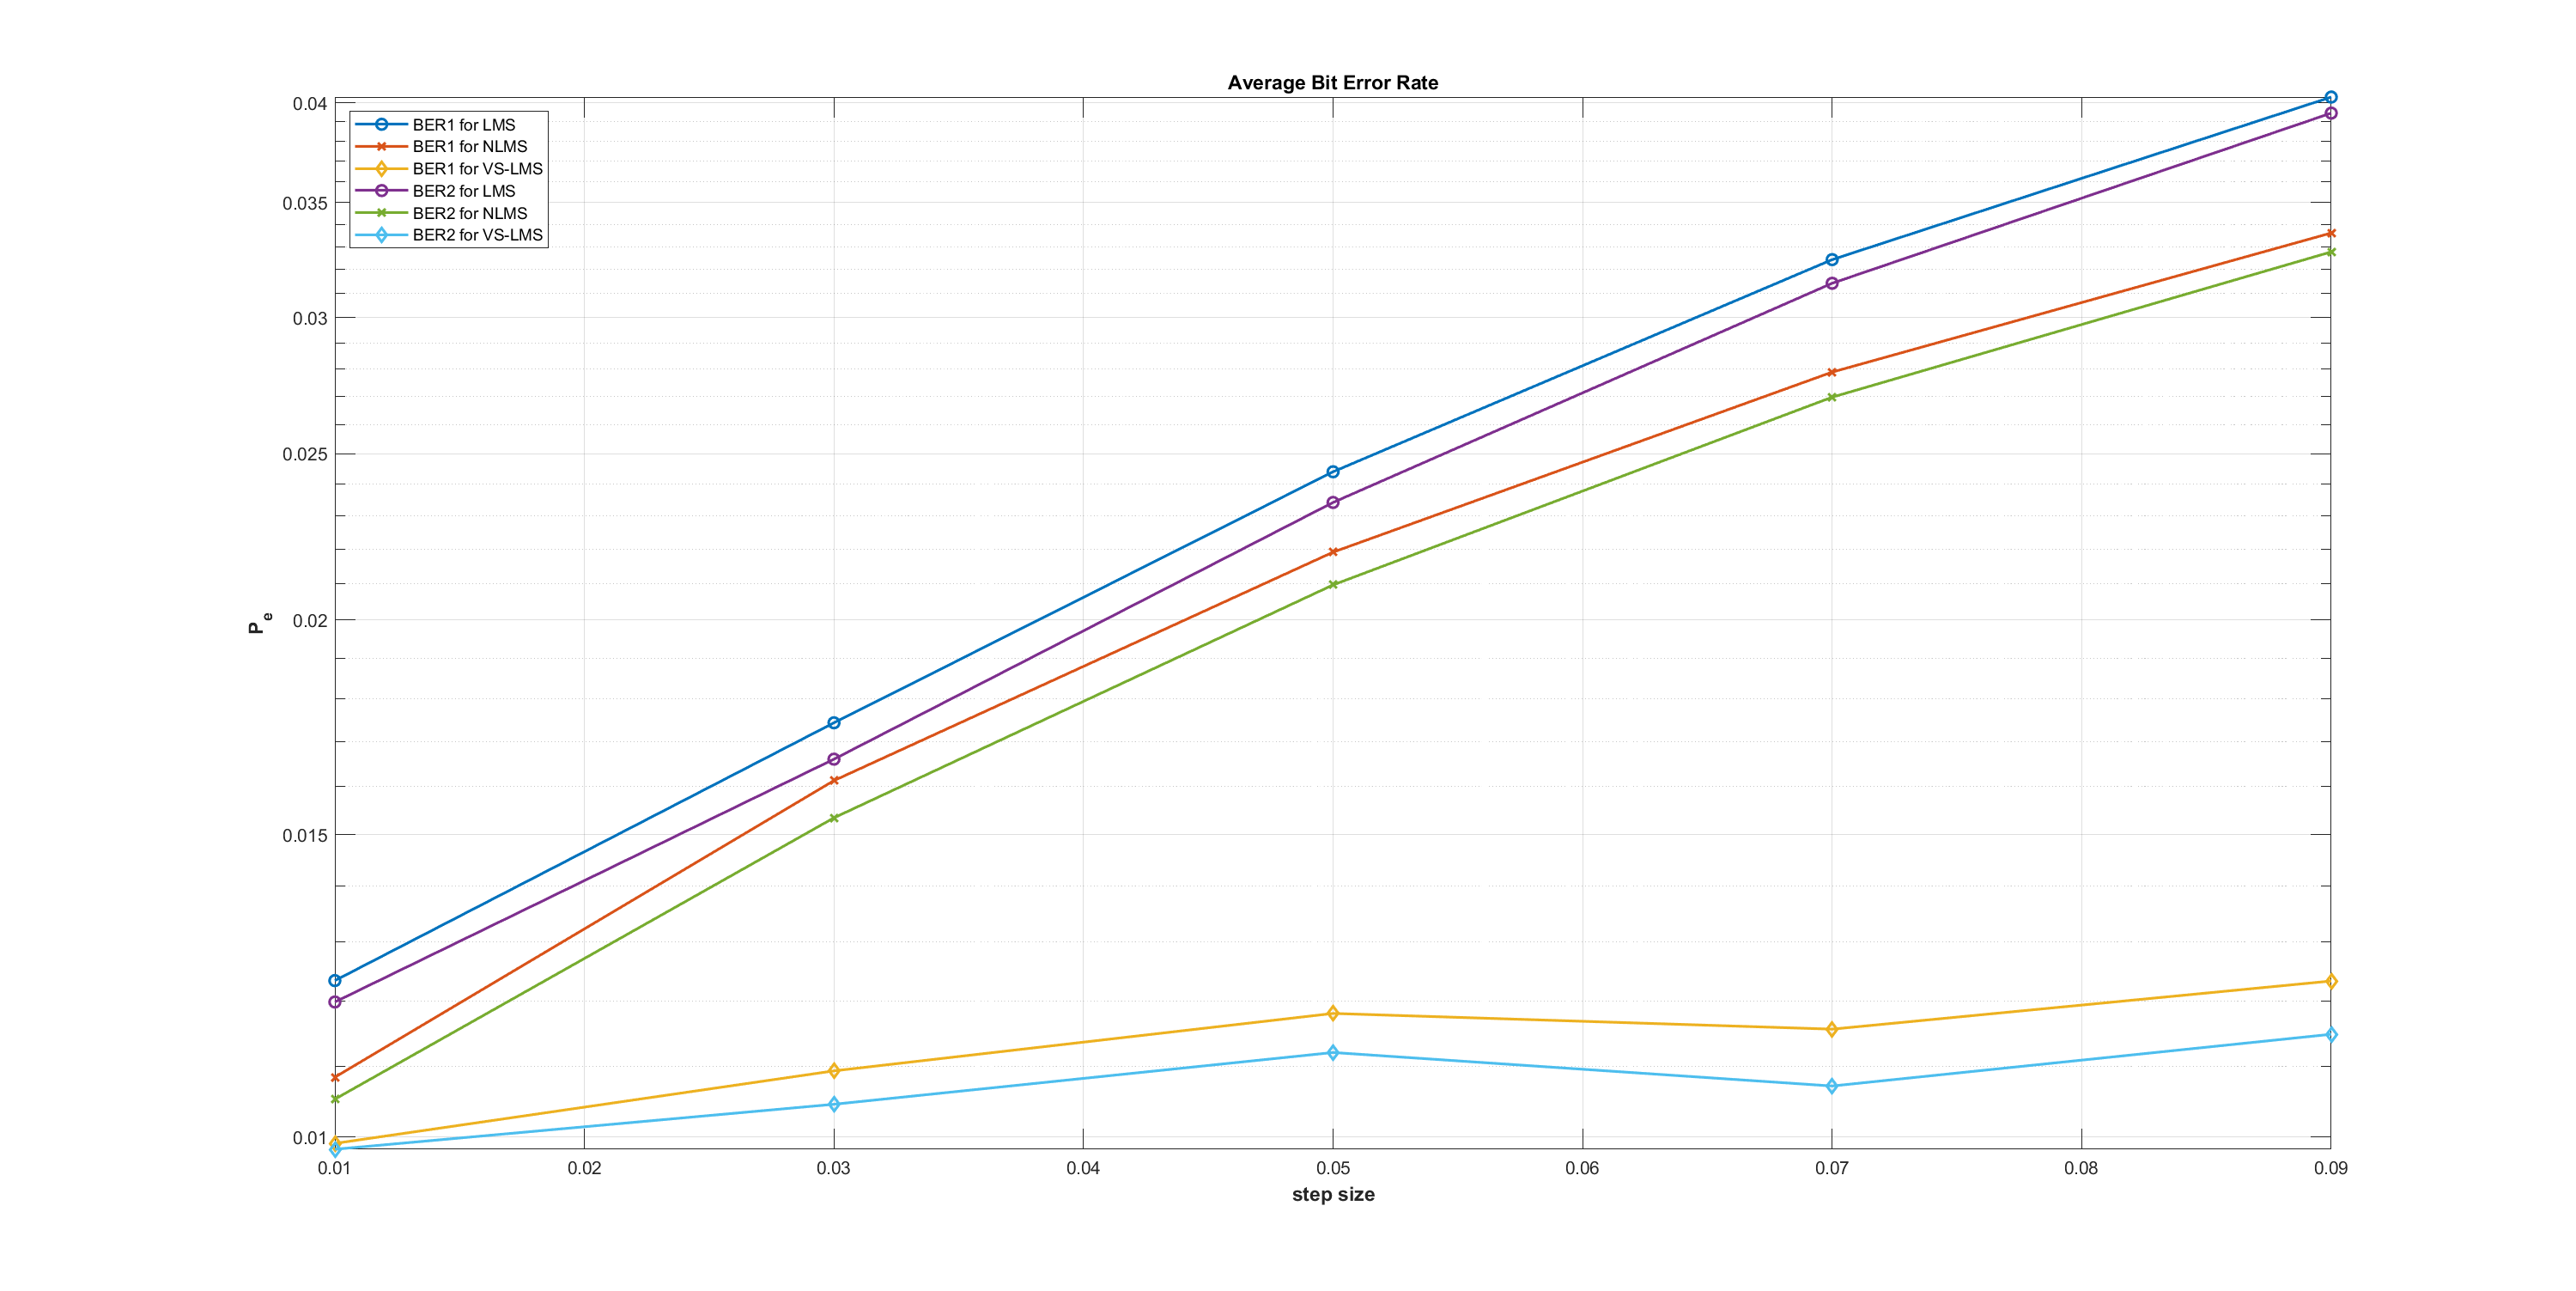 Average Bit Error Rate
BER1 for LMS
BER1 for NLMS
BER1 for VS-LMS
BER2 for LMS
BER2 for NLMS
BER2 for VS-LMS
0.04
0.035
0.03
0.025
0.02
0.015
0.01
Pe
0.01 0.02 0.03 0.04 0.05 0.06 0.07 0.08 0.09
step size